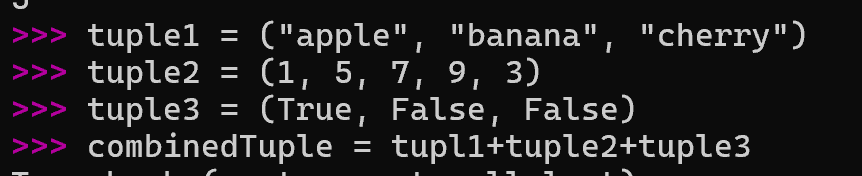 >>> tuple1 = ("apple", "banana", "cherry")
>>> tuple2 = (1, 5, 7, 9, 3)
>>> tuple3 = (True, False, False)
>>> combinedTuple = tupl1+tuple2+tuple3